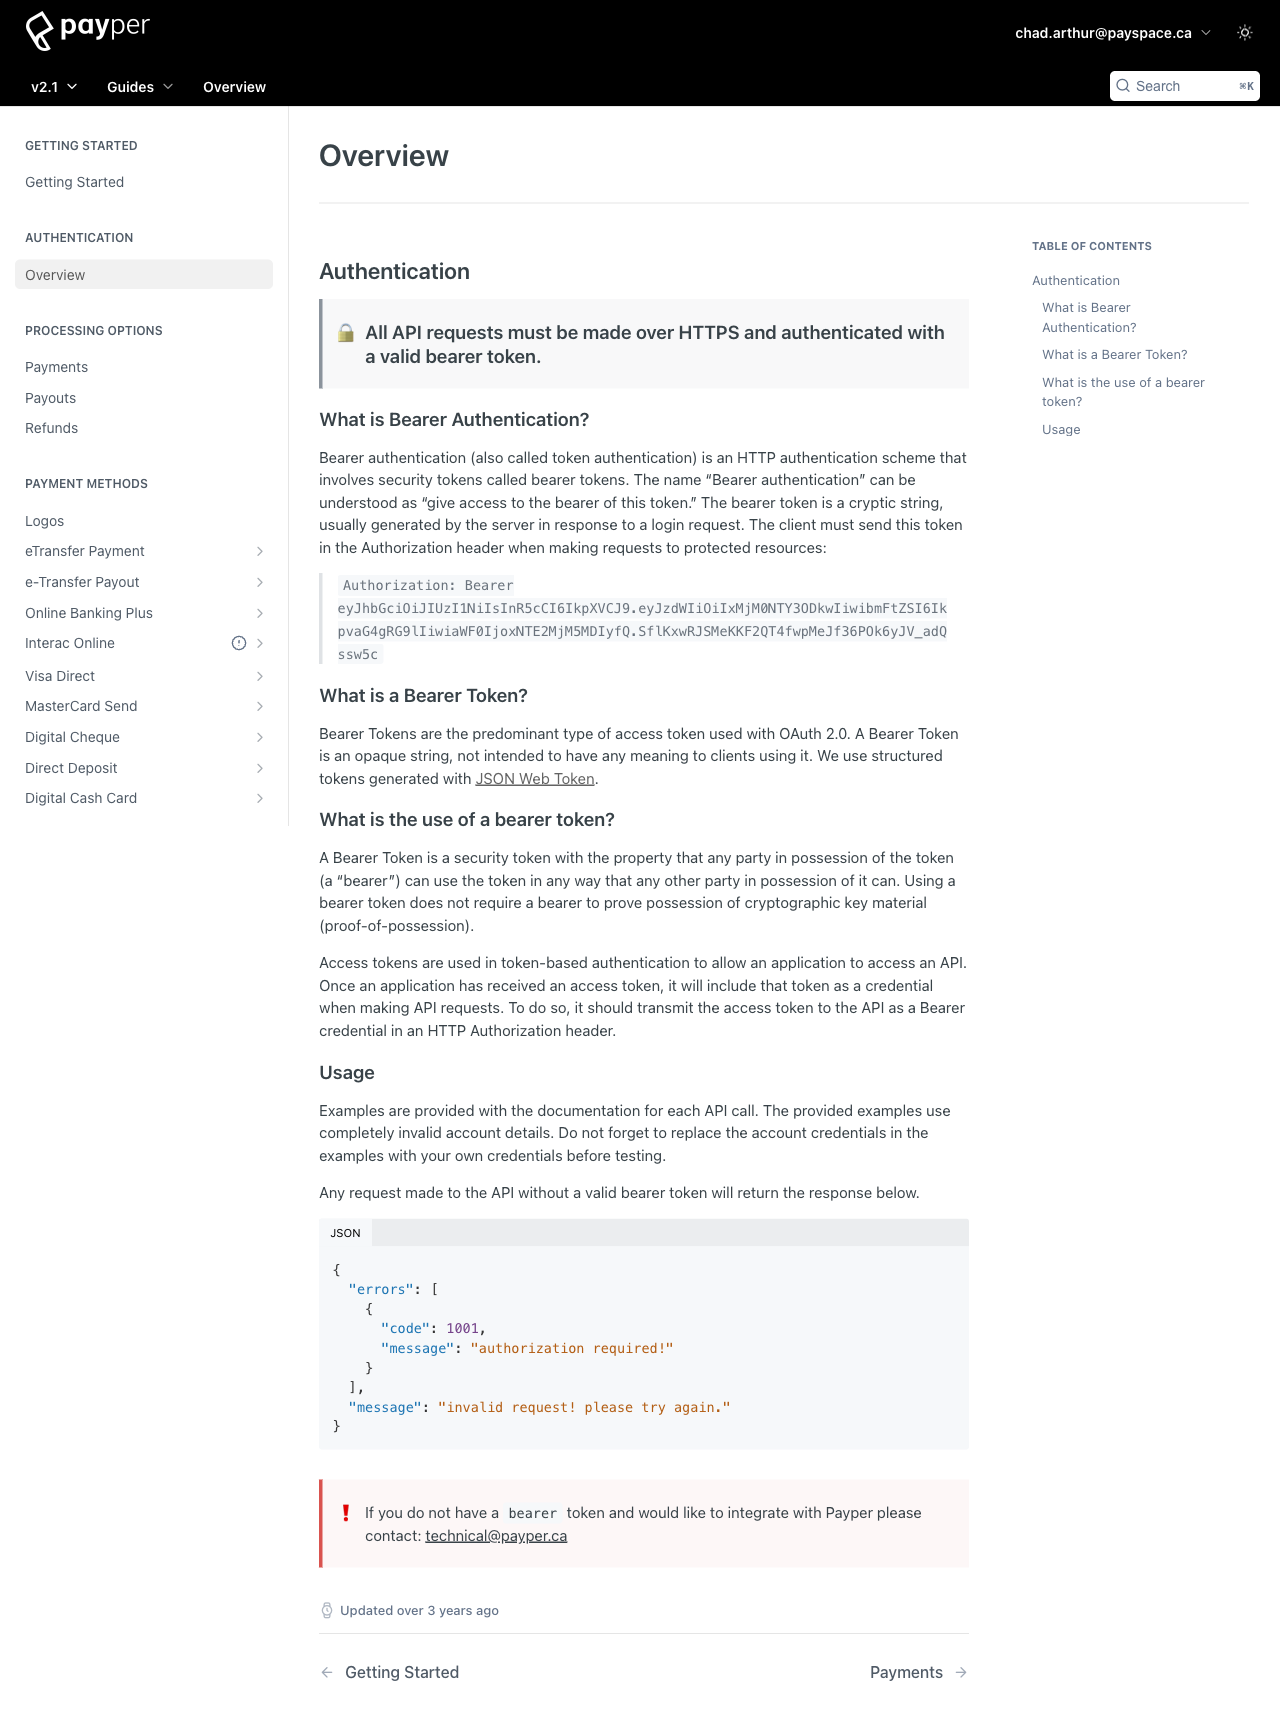 payper
chad.arthur@payspace.ca
v2.1
Guides
Overview
Search
⌘K
GETTING STARTED
Getting Started
AUTHENTICATION
Overview
PROCESSING OPTIONS
Payments
Payouts
Refunds
PAYMENT METHODS
Logos
eTransfer Payment
e-Transfer Payout
Online Banking Plus
Interac Online
Visa Direct
MasterCard Send
Digital Cheque
Direct Deposit
Digital Cash Card
Overview
Authentication
All API requests must be made over HTTPS and authenticated with
a valid bearer token.
What is Bearer Authentication?
Bearer authentication (also called token authentication) is an HTTP authentication scheme that
involves security tokens called bearer tokens. The name “Bearer authentication” can be
understood as “give access to the bearer of this token.” The bearer token is a cryptic string,
usually generated by the server in response to a login request. The client must send this token
in the Authorization header when making requests to protected resources:
Authorization: Bearer
eyJhbGciOiJIUzI1NiIsInR5cCI6IkpXVCJ9.eyJzdWIiOiIxMjM0NTY3ODkwIiwibmFtZSI6Ik
pvaG4gRG9lIiwiaWF0IjoxNTE2MjM5MDIyfQ.SflKxwRJSMeKKF2QT4fwpMeJf36POk6yJV_adQ
ssw5c
What is a Bearer Token?
Bearer Tokens are the predominant type of access token used with OAuth 2.0. A Bearer Token
is an opaque string, not intended to have any meaning to clients using it. We use structured
tokens generated with JSON Web Token.
What is the use of a bearer token?
A Bearer Token is a security token with the property that any party in possession of the token
(a “bearer”) can use the token in any way that any other party in possession of it can. Using a
bearer token does not require a bearer to prove possession of cryptographic key material
(proof-of-possession).
Access tokens are used in token-based authentication to allow an application to access an API.
Once an application has received an access token, it will include that token as a credential
when making API requests. To do so, it should transmit the access token to the API as a Bearer
credential in an HTTP Authorization header.
Usage
Examples are provided with the documentation for each API call. The provided examples use
completely invalid account details. Do not forget to replace the account credentials in the
examples with your own credentials before testing.
Any request made to the API without a valid bearer token will return the response below.
JSON
{
  "errors": [
    {
      "code": 1001,
      "message": "authorization required!"
    }
  ],
  "message": "invalid request! please try again."
}
If you do not have a bearer token and would like to integrate with Payper please
contact: technical@payper.ca
Updated over 3 years ago
Getting Started
Payments
TABLE OF CONTENTS
Authentication
What is Bearer
Authentication?
What is a Bearer Token?
What is the use of a bearer
token?
Usage